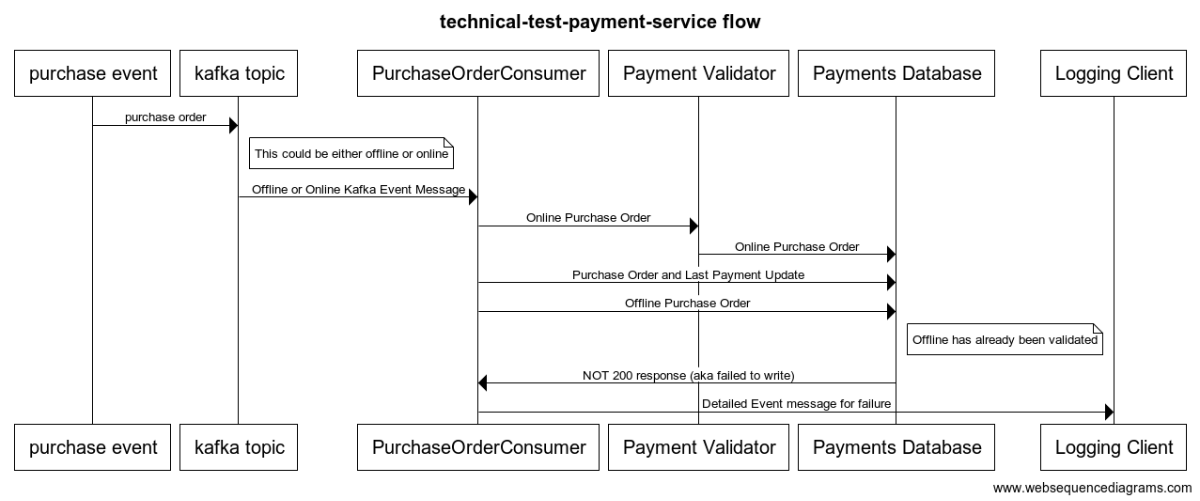 technical-test-payment-service flow
purchase event
kafka topic
PurchaseOrderConsumer
Payment Validator
Payments Database
Logging Client
purchase order
This could be either offline or online
Offline or Online Kafka Event Message
Online Purchase Order
Online Purchase Order
Purchase Order and Last Payment Update
Offline Purchase Order
Offline has already been validated
NOT 200 response (aka failed to write)
Detailed Event message for failure
purchase event
kafka topic
PurchaseOrderConsumer
Payment Validator
Payments Database
Logging Client
www.websequencediagrams.com